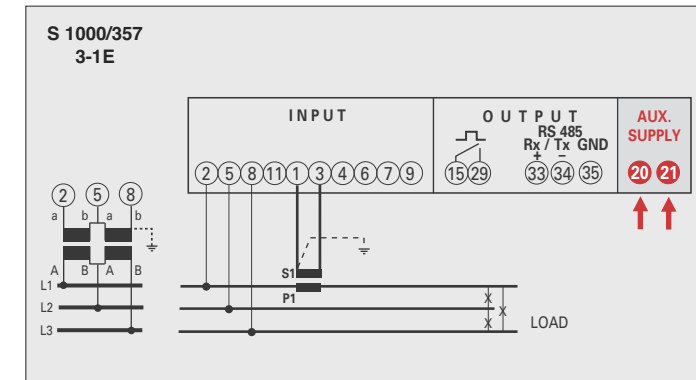 S 1000/357
3-1E
INPUT
OUTPUT
RS 485
Rx / Tx GND
+ −
AUX.
SUPPLY
2 5 8 11 1 3 4 6 7 9
15 29
33 34 35
20 21
2 5 8
a b a b
A B A B
S1
P1
L1
L2
L3
X
X
X
LOAD